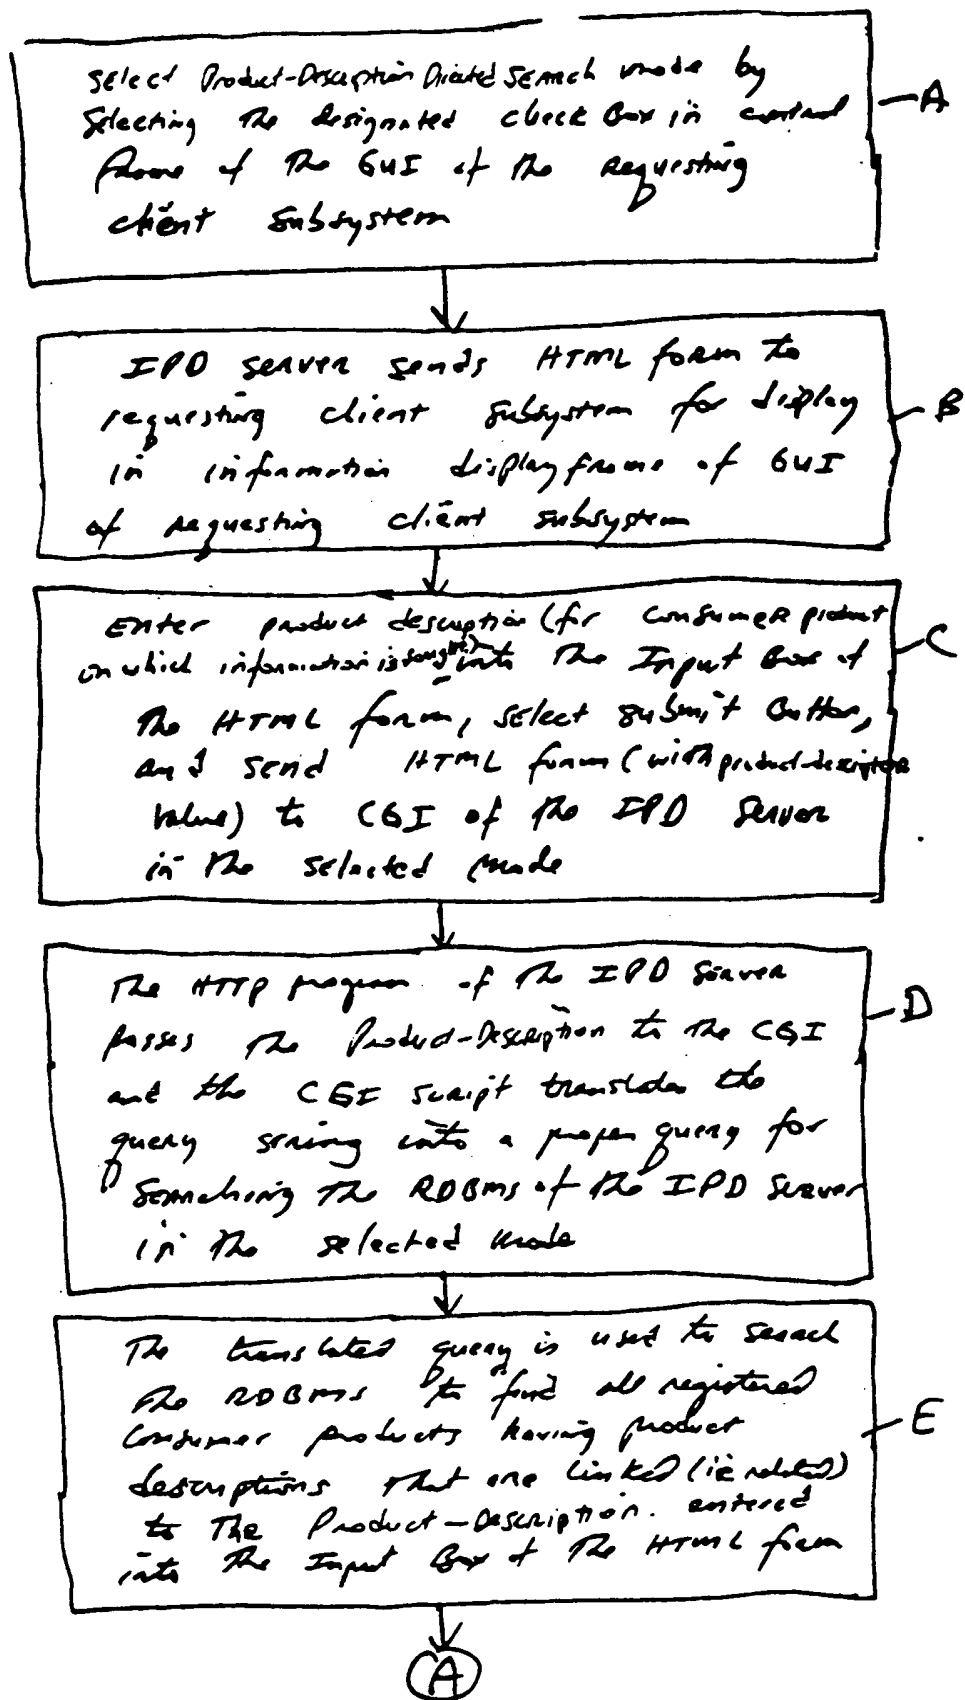 Select Product-Description Directed Search mode by
Selecting the designated check Box in control
frame of the GUI of the requesting
client subsystem
A
IPD server sends HTML form to
requesting client subsystem for display
in information display frame of GUI
of requesting client subsystem
B
Enter product description (for consumer product
on which information is sought) into the Input Box of
the HTML form, select submit Button,
and send HTML form (with product-description
value) to CGI of the IPD Server
in the selected mode
C
The HTTP program of the IPD Server
passes the Product-Description to the CGI
and the CGI script translates the
query string into a proper query for
Searching the RDBMS of the IPD Server
in the selected mode
D
The translated query is used to search
the RDBMS to find all registered
Consumer products having product
descriptions that are linked (ie related)
to the Product-Description. entered
into the Input Box of the HTML form
E
A